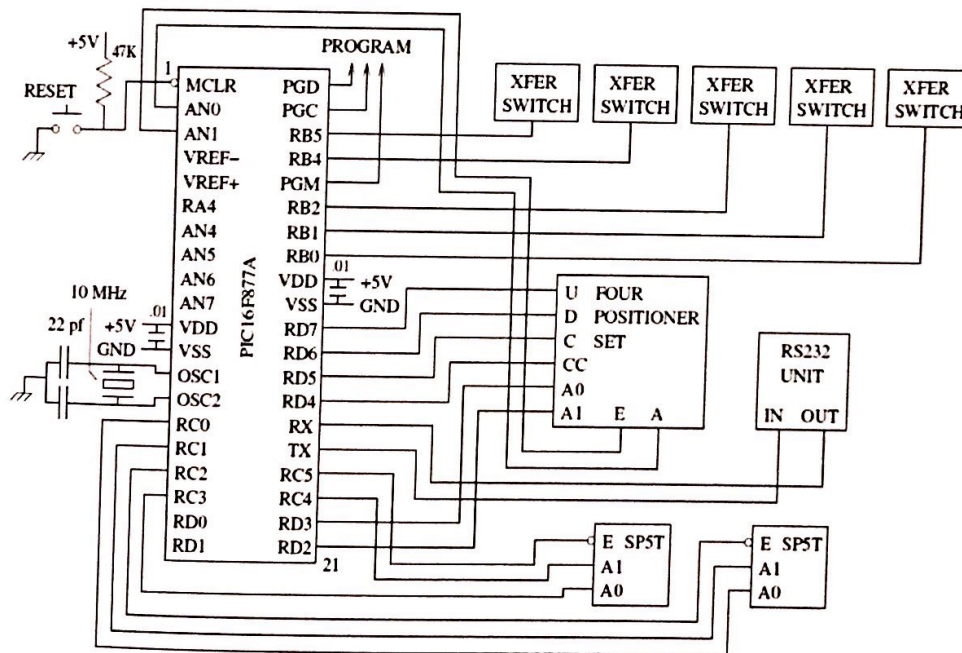 +5V
47K
RESET
1
MCLR
AN0
AN1
VREF−
VREF+
RA4
AN4
AN5
AN6
AN7
VDD
VSS
OSC1
OSC2
RC0
RC1
RC2
RC3
RD0
RD1
10 MHz
22 pf
+5V
.01
GND
PIC16F877A
PROGRAM
PGD
PGC
RB5
RB4
PGM
RB2
RB1
RB0
VDD
VSS
RD7
RD6
RD5
RD4
RX
TX
RC5
RC4
RD3
RD2
21
.01
+5V
GND
XFER
SWITCH
XFER
SWITCH
XFER
SWITCH
XFER
SWITCH
XFER
SWITCH
U FOUR
D POSITIONER
C SET
CC
A0
A1 E A
RS232
UNIT
IN OUT
E SP5T
A1
A0
E SP5T
A1
A0